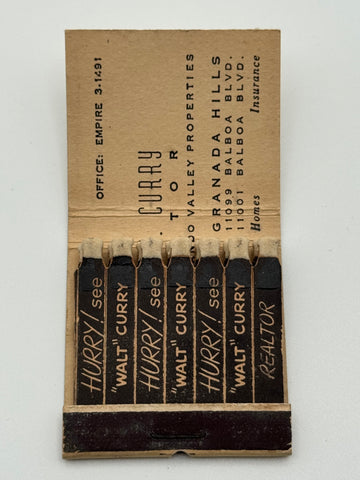 OFFICE: EMPIRE 3-1491
CURRY
TOR
VALLEY PROPERTIES
GRANADA HILLS
11099 BALBOA BLVD.
11001 BALBOA BLVD.
Homes Insurance
HURRY! see
"WALT" CURRY
HURRY! see
"WALT" CURRY
HURRY! see
"WALT" CURRY
REALTOR